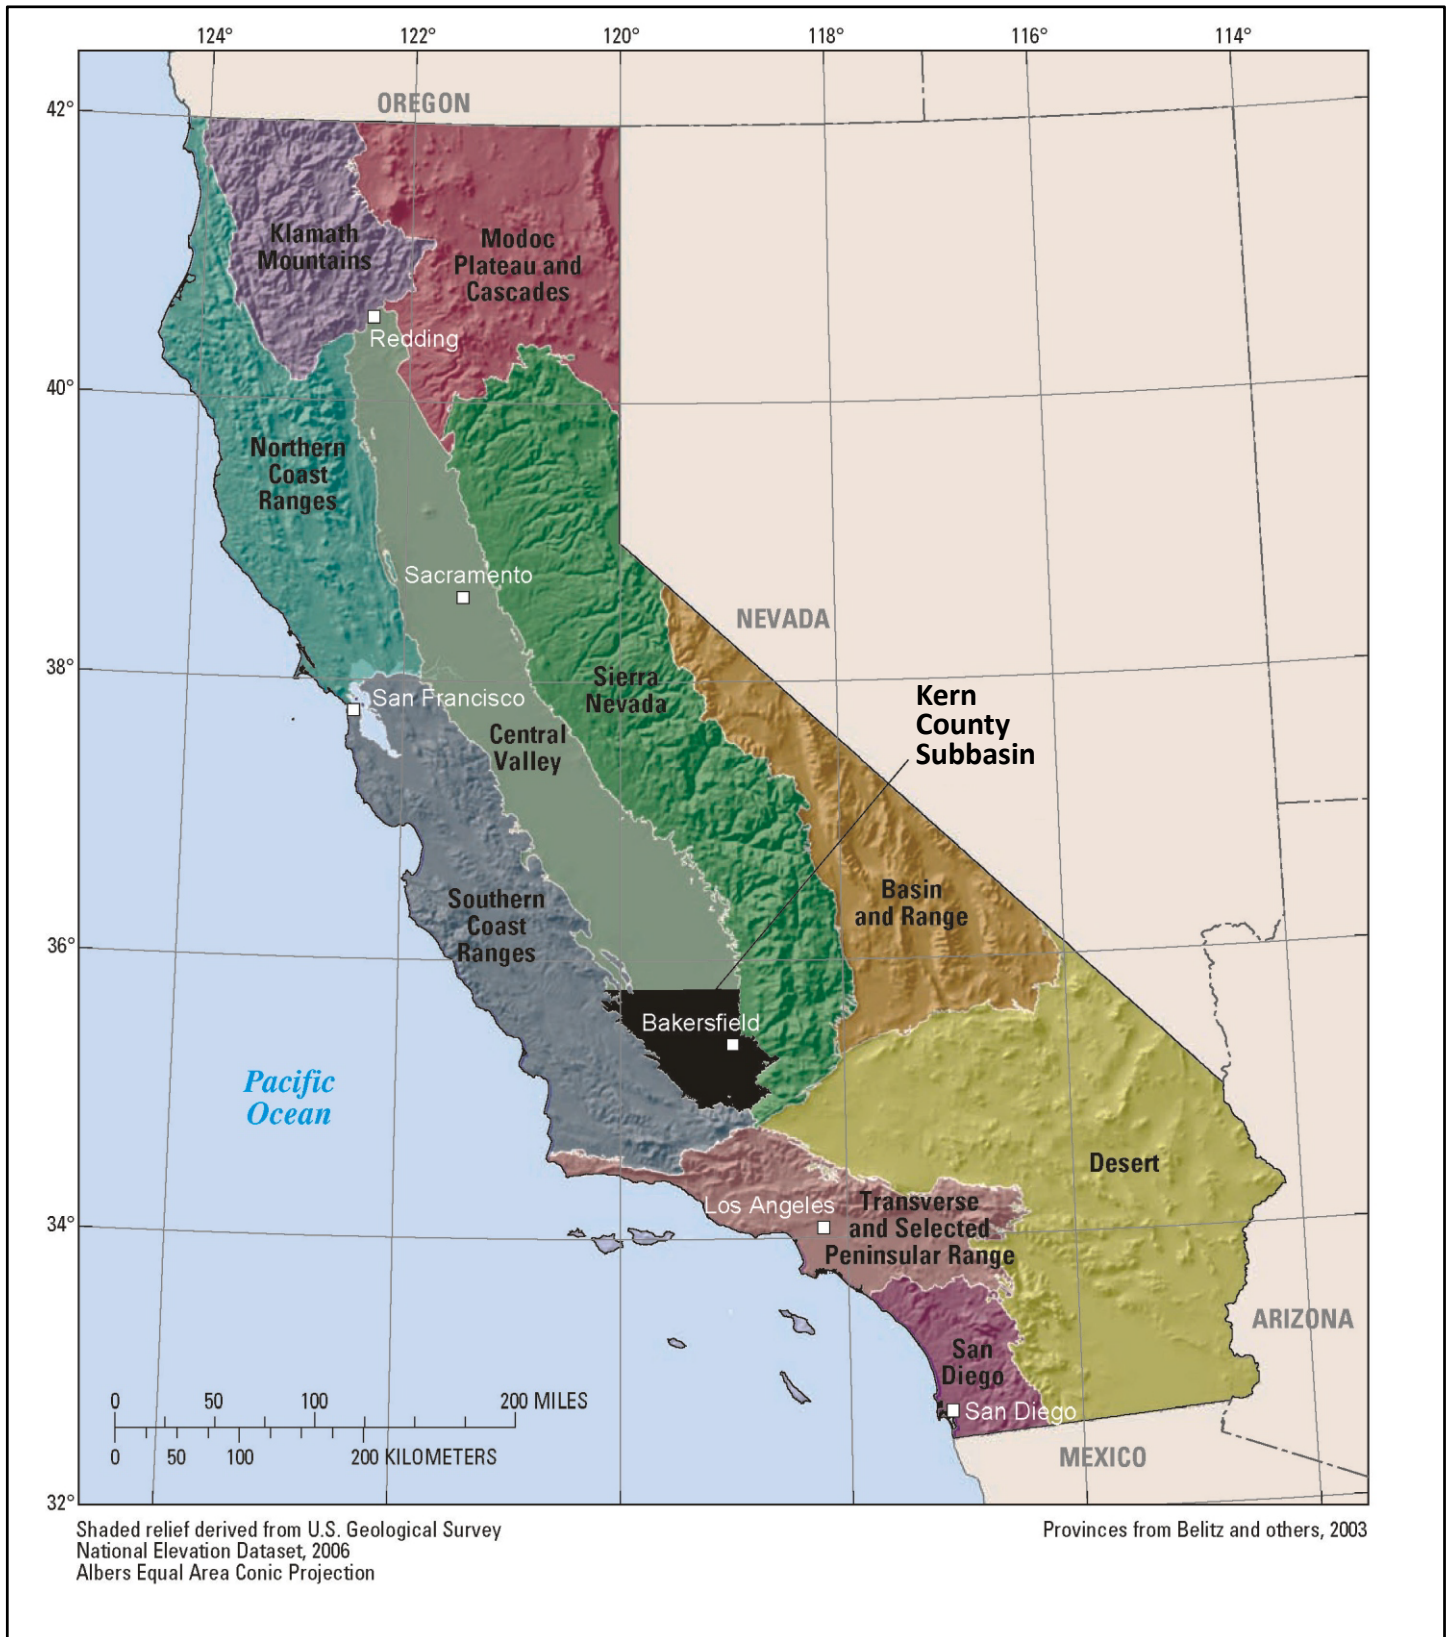 124° 122° 120° 118° 116° 114°
42°
OREGON
Klamath
Mountains
Modoc
Plateau and
Cascades
Redding
40°
Northern
Coast
Ranges
Sacramento
NEVADA
38°
Sierra
Nevada
San Francisco
Kern
County
Subbasin
Central
Valley
Basin
and Range
Southern
Coast
Ranges
36°
Bakersfield
Pacific
Ocean
Desert
Los Angeles
Transverse
and Selected
Peninsular Range
34°
ARIZONA
San
Diego
San Diego
MEXICO
0 50 100 200 MILES
0 50 100 200 KILOMETERS
32°
Shaded relief derived from U.S. Geological Survey
National Elevation Dataset, 2006
Albers Equal Area Conic Projection
Provinces from Belitz and others, 2003